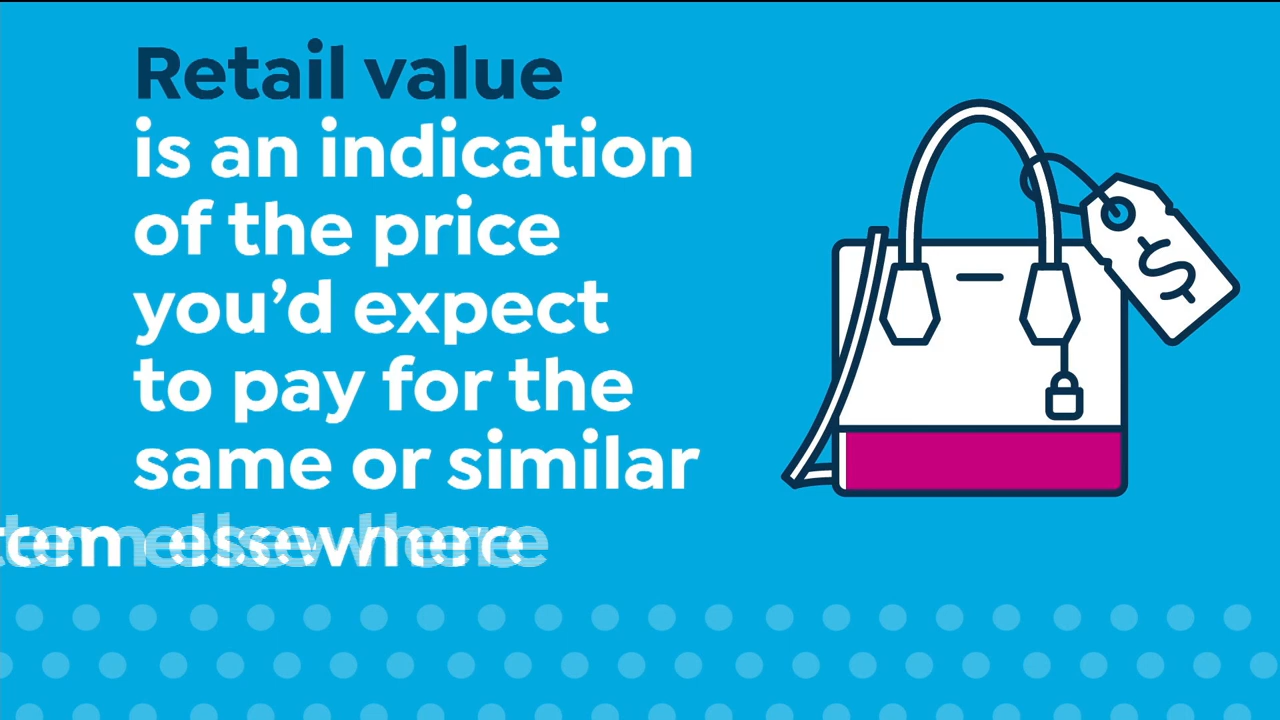 Retail value
is an indication
of the price
you’d expect
to pay for the
same or similar
elsewhere
$